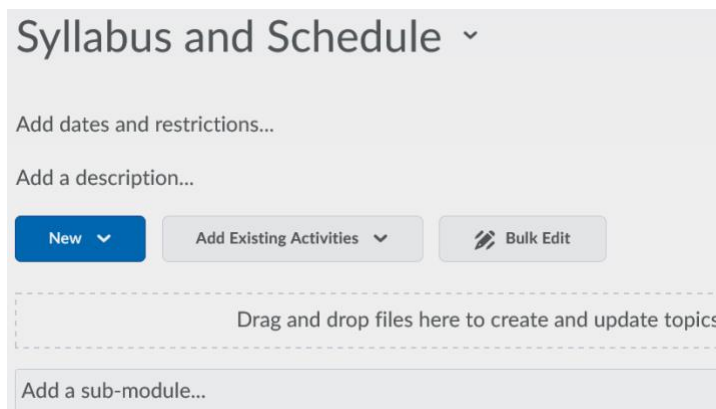 Syllabus and Schedule
Add dates and restrictions...
Add a description...
New Add Existing Activities Bulk Edit
Drag and drop files here to create and update topics
Add a sub-module...